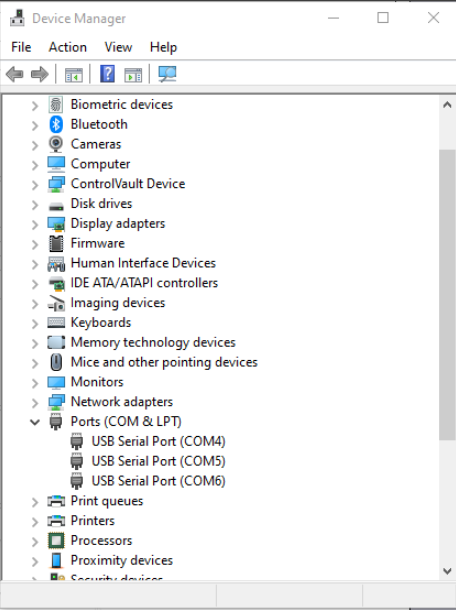 Device Manager
File Action View Help
Biometric devices
Bluetooth
Cameras
Computer
ControlVault Device
Disk drives
Display adapters
Firmware
Human Interface Devices
IDE ATA/ATAPI controllers
Imaging devices
Keyboards
Memory technology devices
Mice and other pointing devices
Monitors
Network adapters
Ports (COM & LPT)
USB Serial Port (COM4)
USB Serial Port (COM5)
USB Serial Port (COM6)
Print queues
Printers
Processors
Proximity devices
Security devices